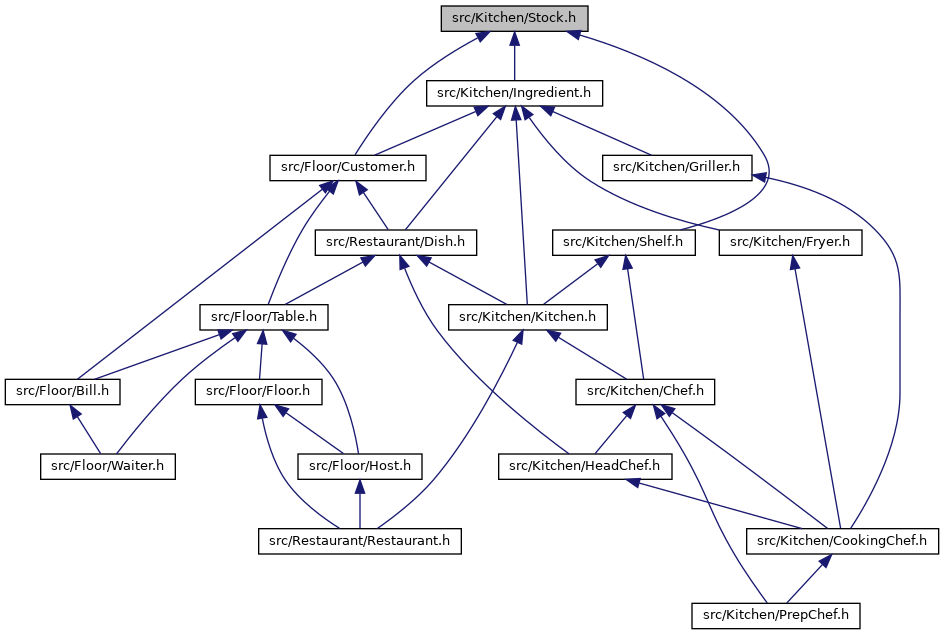 src/Kitchen/Stock.h
src/Kitchen/Ingredient.h
src/Floor/Customer.h
src/Kitchen/Griller.h
src/Restaurant/Dish.h
src/Kitchen/Shelf.h
src/Kitchen/Fryer.h
src/Floor/Table.h
src/Kitchen/Kitchen.h
src/Floor/Bill.h
src/Floor/Floor.h
src/Kitchen/Chef.h
src/Floor/Waiter.h
src/Floor/Host.h
src/Kitchen/HeadChef.h
src/Restaurant/Restaurant.h
src/Kitchen/CookingChef.h
src/Kitchen/PrepChef.h